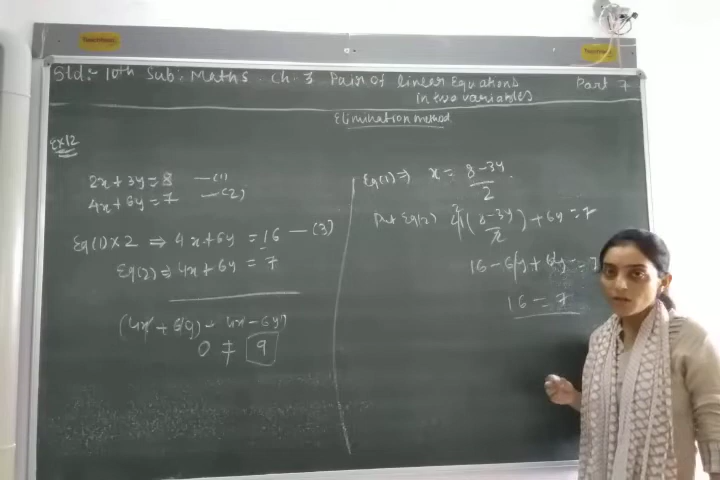 Std:- 10th Sub: Maths. Ch. 3 Pair of linear Equations Part 7
(in two variables)
Elimination method
Ex 12
2x + 3y = 8 —(1)
4x + 6y = 7 —(2)
Eq(1) × 2 ⇒ 4x + 6y = 16 —(3)
Eq(2) ⇒ 4x + 6y = 7
(4x + 6y) - 4x - 6y)
0 ≠ 9
Eq(1) ⇒ x = 8-3y/2.
Put Eq(2) 4(8-3y/2) + 6y = 7
16 - 6y + 6y = 7
16 = 7